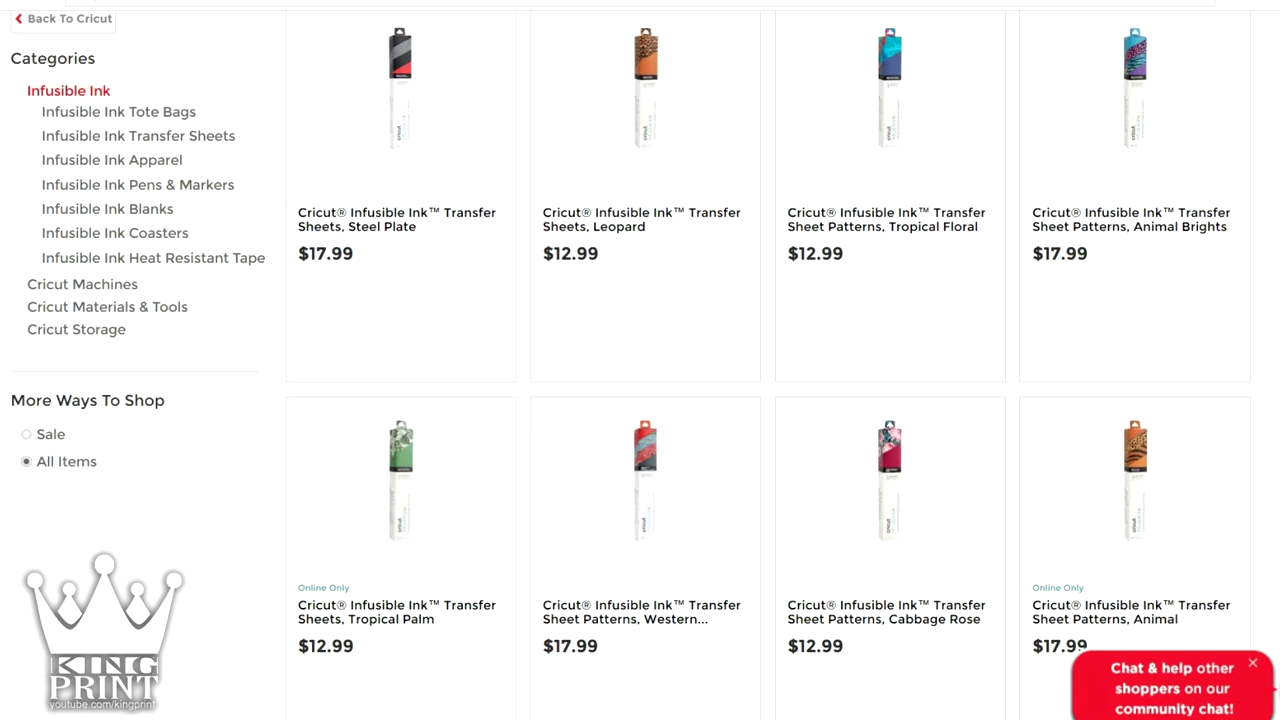 Back To Cricut
Categories
Infusible Ink
Infusible Ink Tote Bags
Infusible Ink Transfer Sheets
Infusible Ink Apparel
Infusible Ink Pens & Markers
Infusible Ink Blanks
Infusible Ink Coasters
Infusible Ink Heat Resistant Tape
Cricut Machines
Cricut Materials & Tools
Cricut Storage
More Ways To Shop
Sale
All Items
Cricut® Infusible Ink™ Transfer
Sheets, Steel Plate
$17.99
Cricut® Infusible Ink™ Transfer
Sheets, Leopard
$12.99
Cricut® Infusible Ink™ Transfer
Sheet Patterns, Tropical Floral
$12.99
Cricut® Infusible Ink™ Transfer
Sheet Patterns, Animal Brights
$17.99
Online Only
Cricut® Infusible Ink™ Transfer
Sheets, Tropical Palm
$12.99
Cricut® Infusible Ink™ Transfer
Sheet Patterns, Western...
$17.99
Cricut® Infusible Ink™ Transfer
Sheet Patterns, Cabbage Rose
$12.99
Online Only
Cricut® Infusible Ink™ Transfer
Sheet Patterns, Animal
$17.99
Chat & help other
shoppers on our
community chat!
KING
PRINT
youtube.com/kingprint